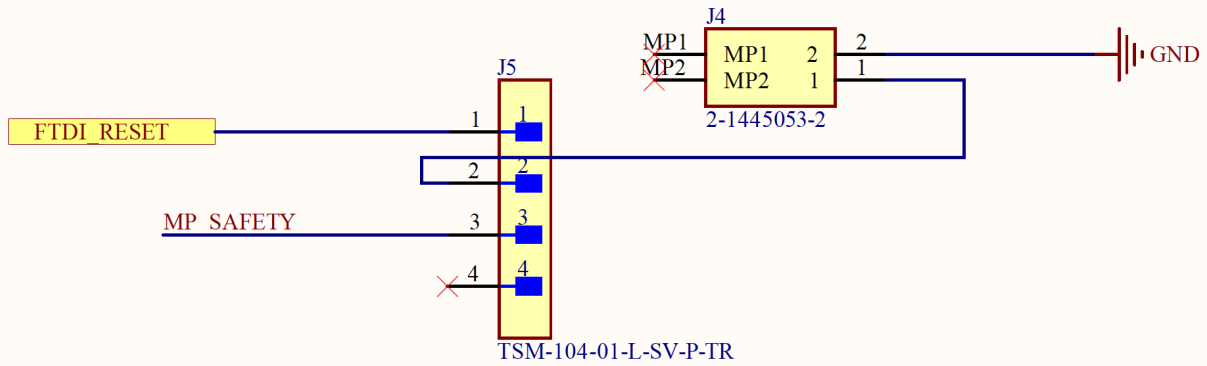 J4
MP1 MP1 2 2 GND
MP2 MP2 1 1
2-1445053-2
J5
FTDI_RESET 1 1
2 2
MP_SAFETY 3 3
4 4
TSM-104-01-L-SV-P-TR